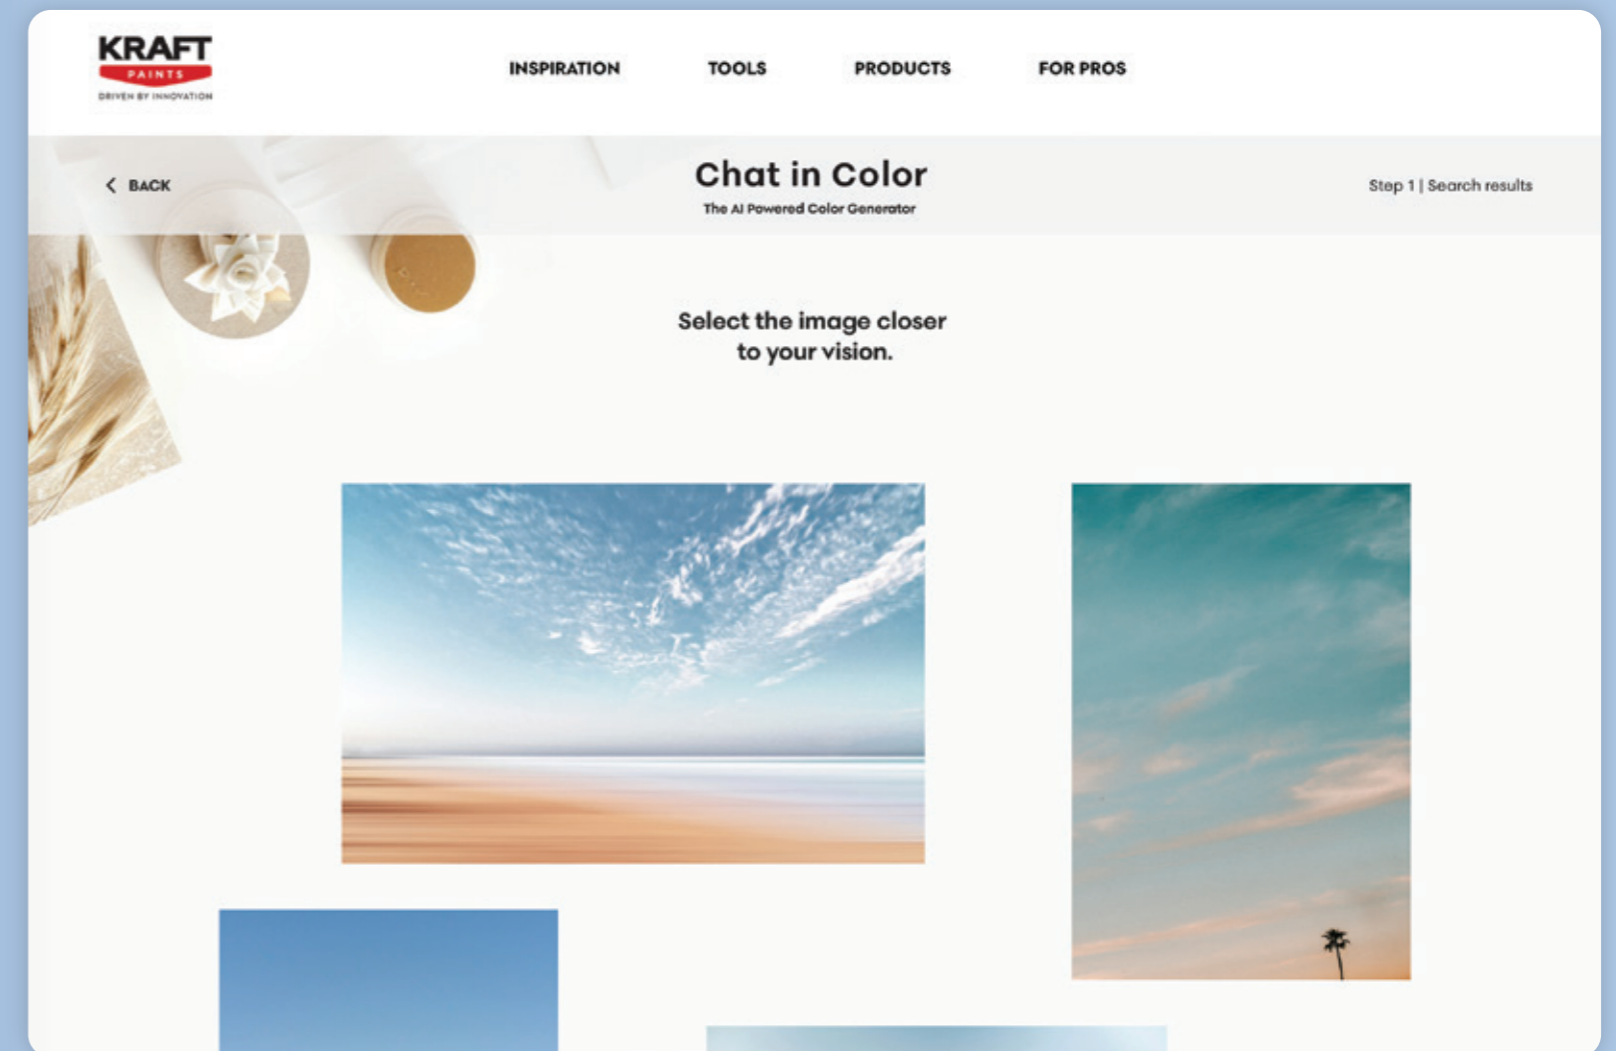 KRAFT
PAINTS
DRIVEN BY INNOVATION
INSPIRATION
TOOLS
PRODUCTS
FOR PROS
BACK
Chat in Color
The AI Powered Color Generator
Step 1 | Search results
Select the image closer
to your vision.